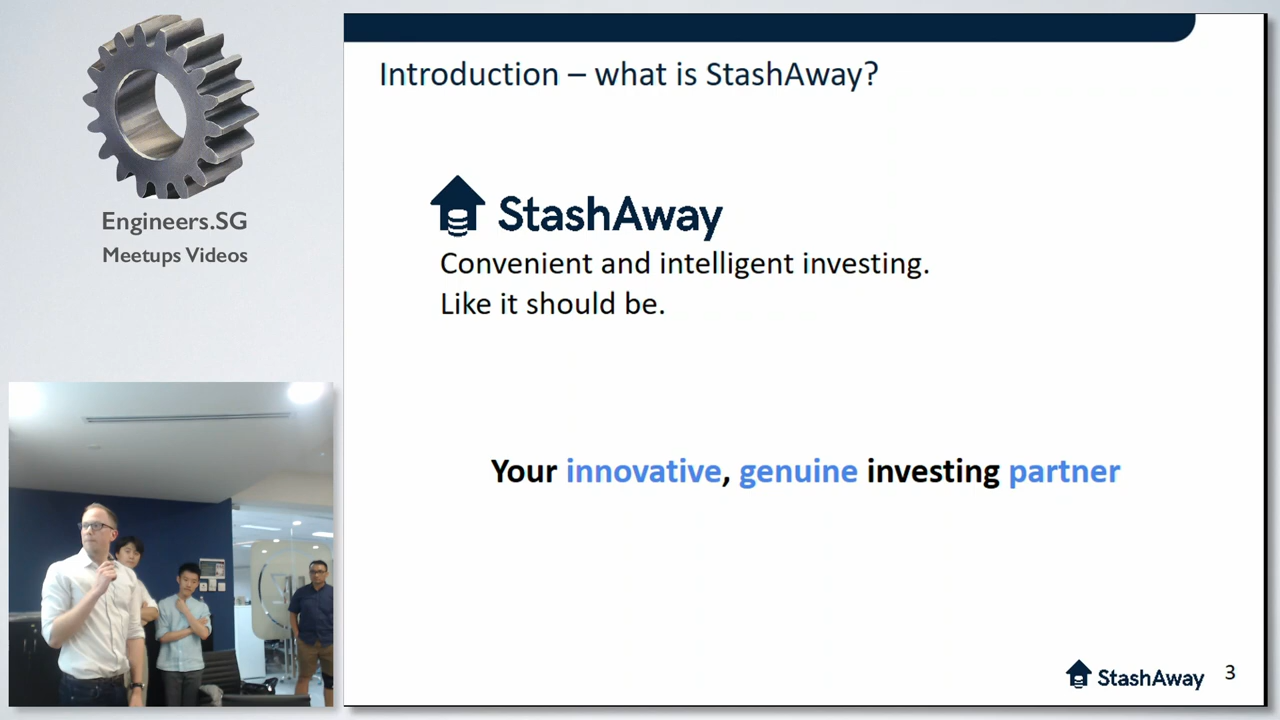 Engineers.SG
Meetups Videos
Introduction – what is StashAway?
StashAway
Convenient and intelligent investing.
Like it should be.
Your innovative, genuine investing partner
StashAway
3